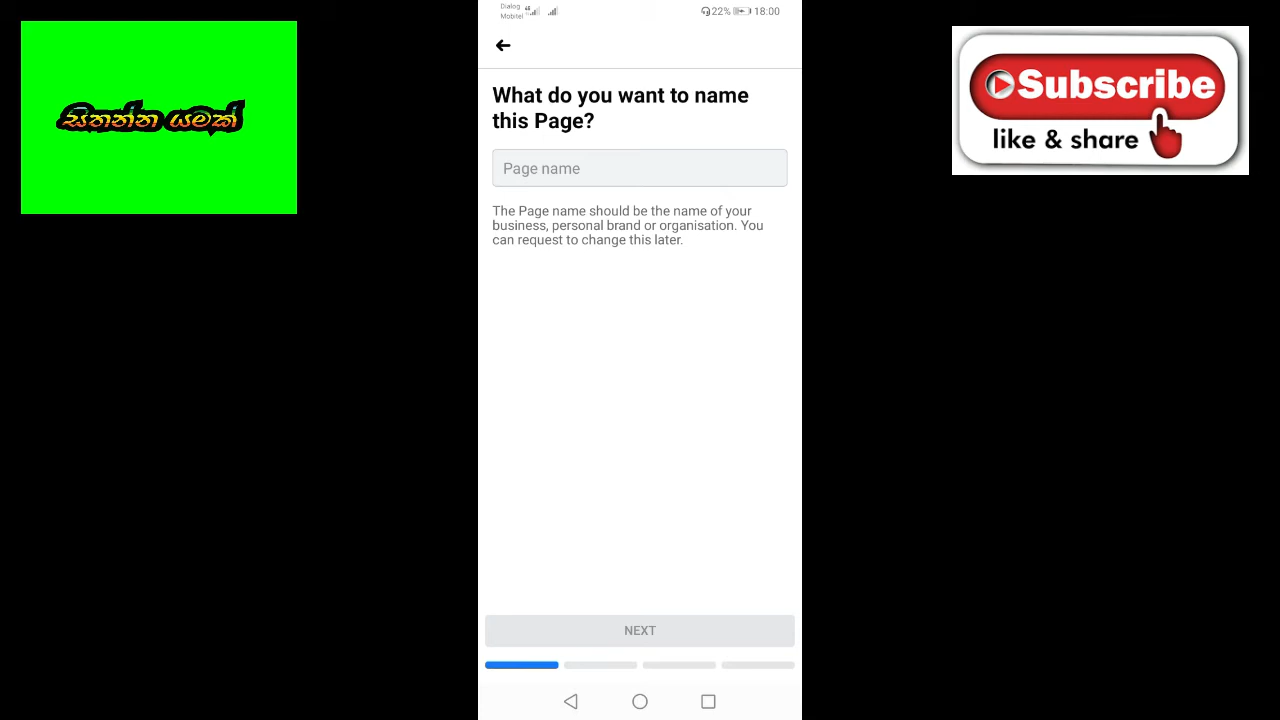 සිතන්න යමක්
Dialog
Mobitel
22%
18:00
What do you want to name
this Page?
Page name
The Page name should be the name of your
business, personal brand or organisation. You
can request to change this later.
NEXT
Subscribe
like & share